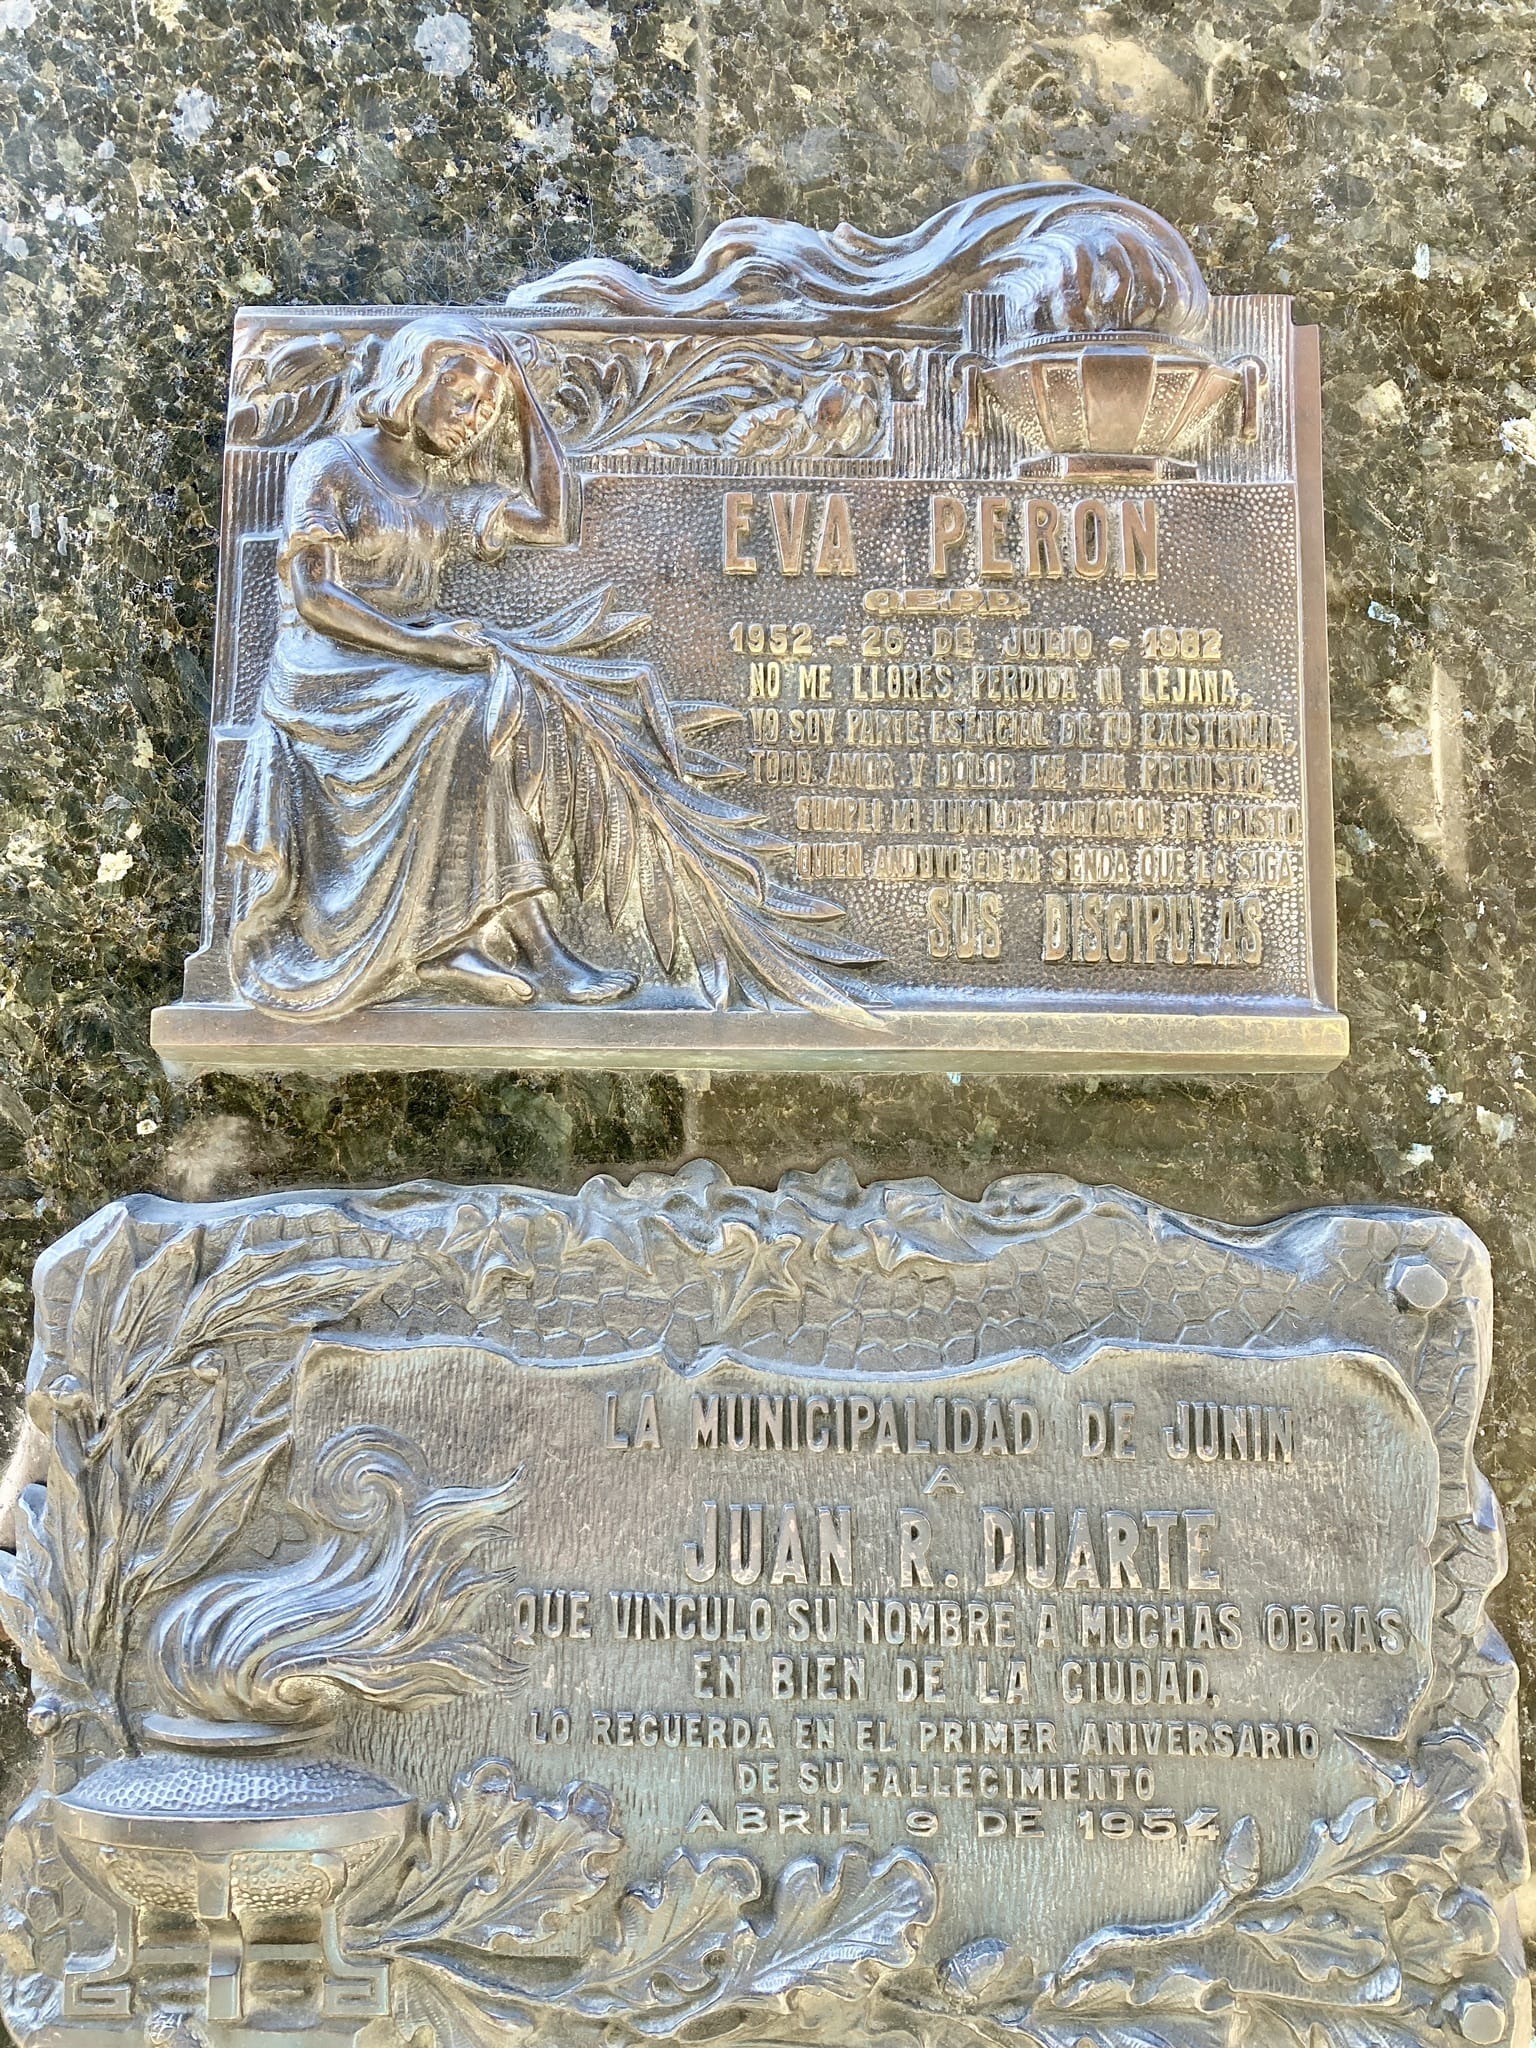 EVA PERON
Q.E.P.D.
1952 - 26 DE JULIO - 1982
NO ME LLORES PERDIDA NI LEJANA,
YO SOY PARTE ESENCIAL DE TU EXISTENCIA,
TODO AMOR Y DOLOR ME FUE PREVISTO,
CUMPLI MI HUMILDE IMITACION DE CRISTO
QUIEN ANDUVO EN MI SENDA QUE LA SIGA
SUS DISCIPULAS
LA MUNICIPALIDAD DE JUNIN
A
JUAN R. DUARTE
QUE VINCULO SU NOMBRE A MUCHAS OBRAS
EN BIEN DE LA CIUDAD.
LO RECUERDA EN EL PRIMER ANIVERSARIO
DE SU FALLECIMIENTO
ABRIL 9 DE 1954